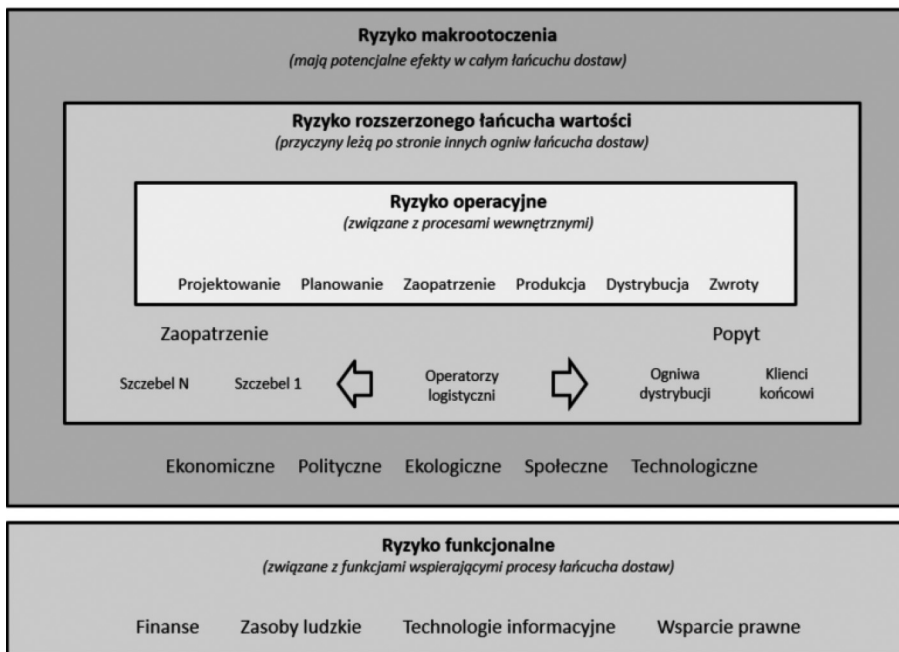 Ryzyko makrootoczenia
(mają potencjalne efekty w całym łańcuchu dostaw)
Ryzyko rozszerzonego łańcucha wartości
(przyczyny leżą po stronie innych ogniw łańcucha dostaw)
Ryzyko operacyjne
(związane z procesami wewnętrznymi)
Projektowanie Planowanie Zaopatrzenie Produkcja Dystrybucja Zwroty
Zaopatrzenie Popyt
Szczebel N Szczebel 1 Operatorzy logistyczni Ogniwa dystrybucji Klienci końcowi
Ekonomiczne Polityczne Ekologiczne Społeczne Technologiczne
Ryzyko funkcjonalne
(związane z funkcjami wspierającymi procesy łańcucha dostaw)
Finanse Zasoby ludzkie Technologie informacyjne Wsparcie prawne